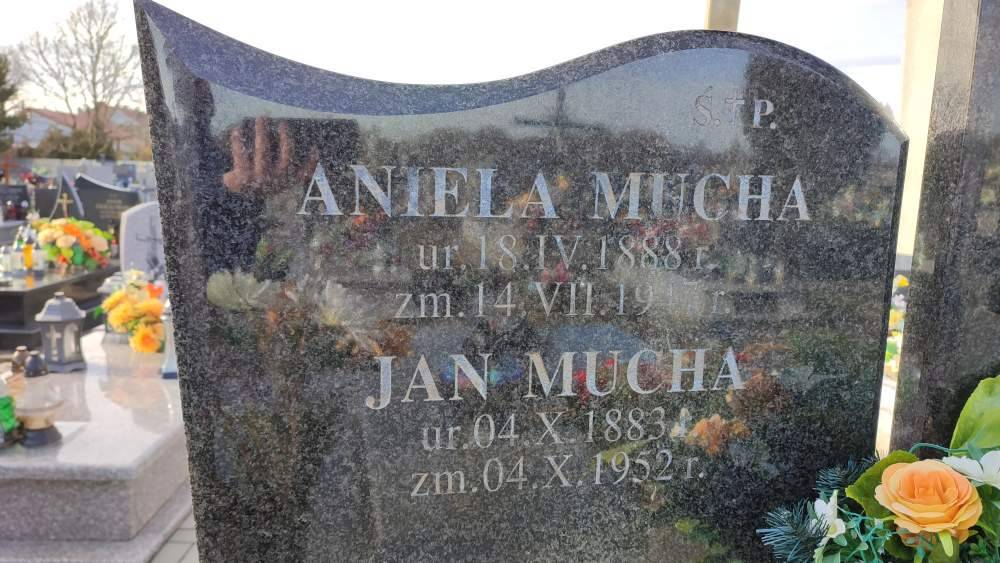 Ś.†P.
ANIELA MUCHA
ur.18.IV.1888 r.
zm.14.VII.
JAN MUCHA
ur.04.X.1883 r.
zm.04.X.1952 r.